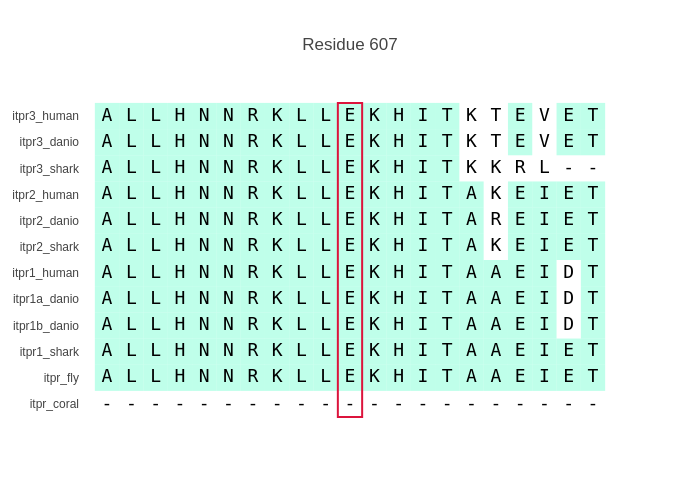 Residue 607
itpr3_human A L L H N N R K L L E K H I T K T E V E T
itpr3_danio A L L H N N R K L L E K H I T K T E V E T
itpr3_shark A L L H N N R K L L E K H I T K K R L - -
itpr2_human A L L H N N R K L L E K H I T A K E I E T
itpr2_danio A L L H N N R K L L E K H I T A R E I E T
itpr2_shark A L L H N N R K L L E K H I T A K E I E T
itpr1_human A L L H N N R K L L E K H I T A A E I D T
itpr1a_danio A L L H N N R K L L E K H I T A A E I D T
itpr1b_danio A L L H N N R K L L E K H I T A A E I D T
itpr1_shark A L L H N N R K L L E K H I T A A E I E T
itpr_fly A L L H N N R K L L E K H I T A A E I E T
itpr_coral - - - - - - - - - - - - - - - - - - - - -